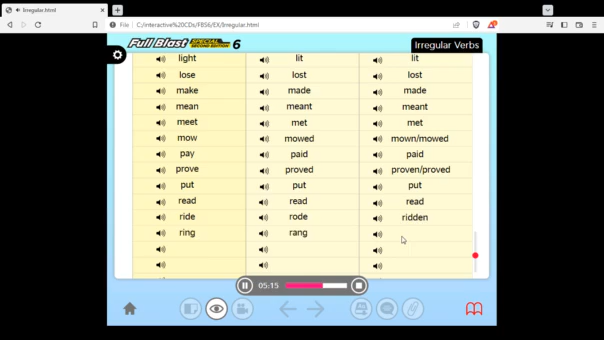 Irregular.html
File C:/Interactive%20CDs/FBS6/EX/Irregular.html
Full Blast SPECIAL SECOND EDITION 6
Irregular Verbs
light lit lit
lose lost lost
make made made
mean meant meant
meet met met
mow mowed mown/mowed
pay paid paid
prove proved proven/proved
put put put
read read read
ride rode ridden
ring rang
05:15